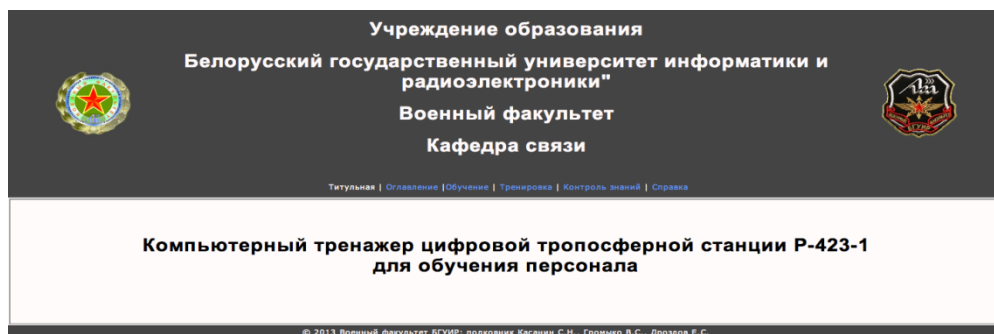 Учреждение образования
Белорусский государственный университет информатики и
радиоэлектроники"
Военный факультет
Кафедра связи
Титульная | Оглавление |Обучение | Тренировка | Контроль знаний | Справка
Компьютерный тренажер цифровой тропосферной станции Р-423-1
для обучения персонала
© 2013 Военный факультет БГУИР: полковник Касанин С.Н., Громыко В.С., Дроздов Е.С.